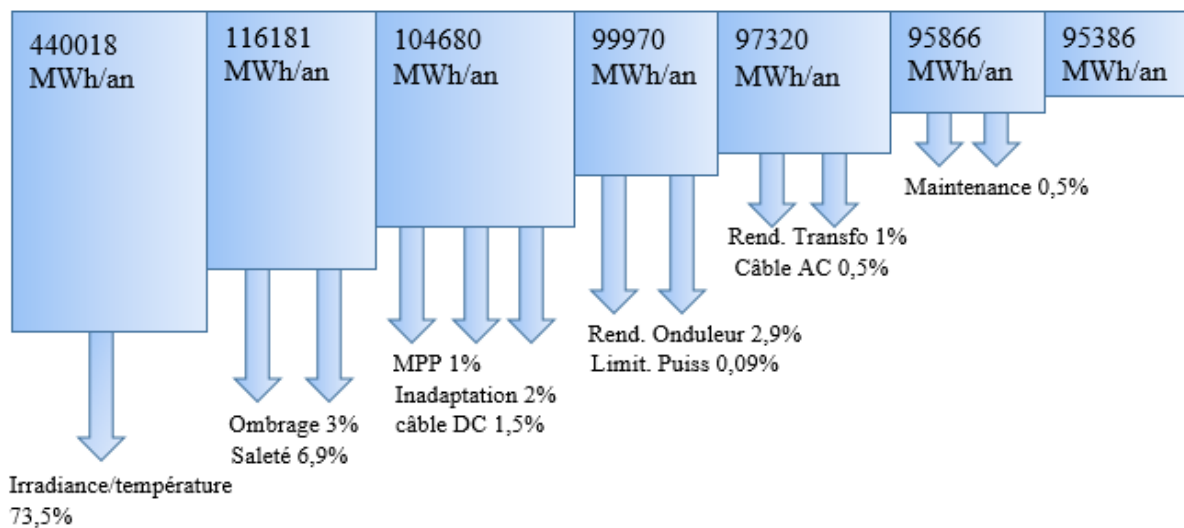 440018
MWh/an
116181
MWh/an
104680
MWh/an
99970
MWh/an
97320
MWh/an
95866
MWh/an
95386
MWh/an
Maintenance 0,5%
Rend. Transfo 1%
Câble AC 0,5%
Rend. Onduleur 2,9%
Limit. Puiss 0,09%
MPP 1%
Inadaptation 2%
câble DC 1,5%
Ombrage 3%
Saleté 6,9%
Irradiance/température
73,5%